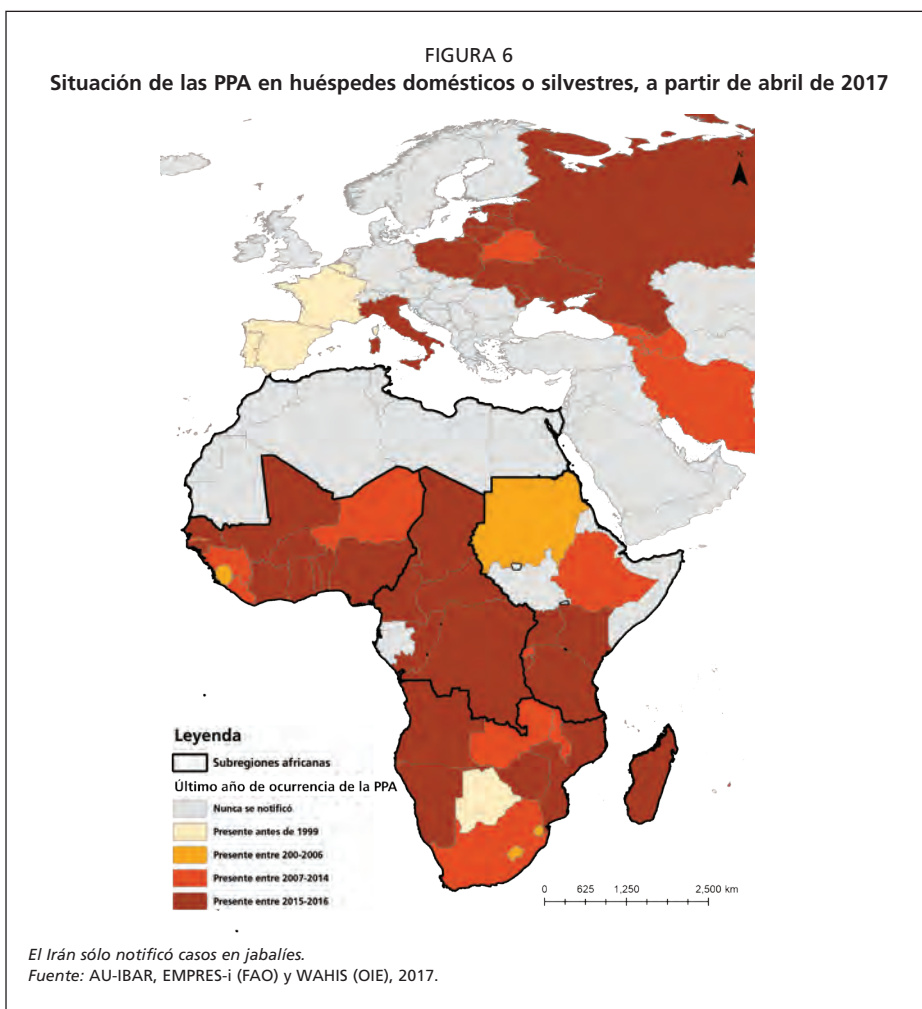 FIGURA 6
Situación de las PPA en huéspedes domésticos o silvestres, a partir de abril de 2017
N
Leyenda
Subregiones africanas
Último año de ocurrencia de la PPA
Nunca se notificó
Presente antes de 1999
Presente entre 200-2006
Presente entre 2007-2014
Presente entre 2015-2016
0 625 1,250 2,500 km
El Irán sólo notificó casos en jabalíes.
Fuente: AU-IBAR, EMPRES-i (FAO) y WAHIS (OIE), 2017.